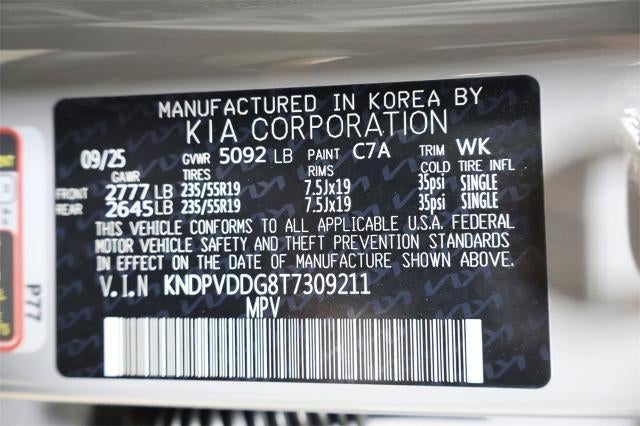 MANUFACTURED IN KOREA BY
KIA CORPORATION
09/25 GVWR 5092 LB PAINT C7A TRIM WK
GAWR TIRES RIMS COLD TIRE INFL
FRONT 2777 LB 235/55R19 7.5Jx19 35psi SINGLE
REAR 2645 LB 235/55R19 7.5Jx19 35psi SINGLE
THIS VEHICLE CONFORMS TO ALL APPLICABLE U.S.A. FEDERAL
MOTOR VEHICLE SAFETY AND THEFT PREVENTION STANDARDS
IN EFFECT ON THE DATE OF MANUFACTURE SHOWN ABOVE.
V.I.N KNDPVDDG8T7309211
MPV
P77